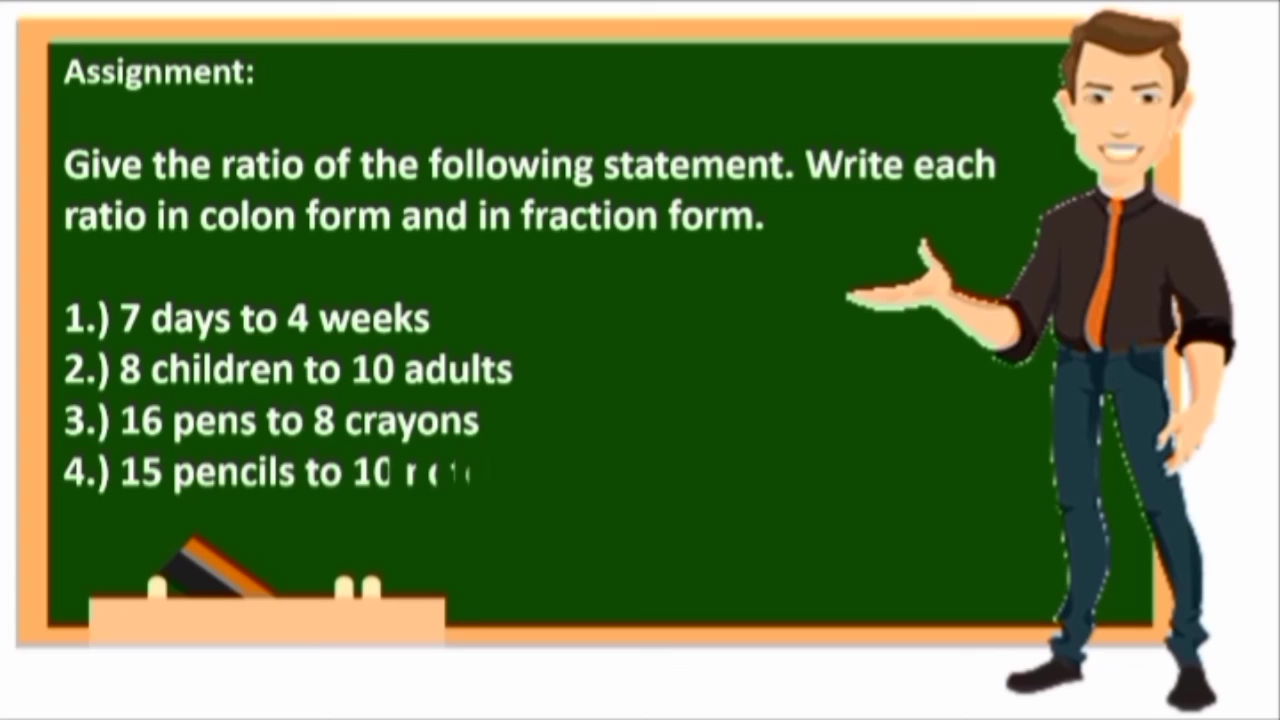 Assignment:
Give the ratio of the following statement. Write each
ratio in colon form and in fraction form.
1.) 7 days to 4 weeks
2.) 8 children to 10 adults
3.) 16 pens to 8 crayons
4.) 15 pencils to 10